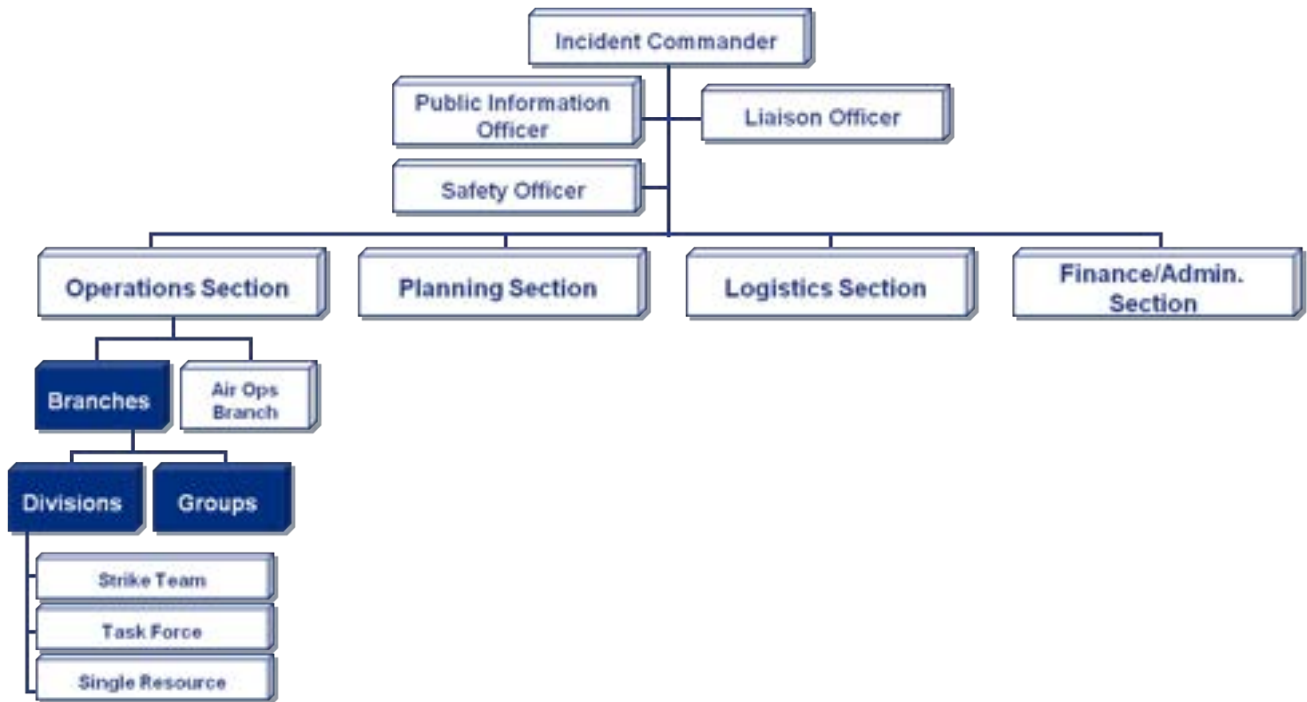 Incident Commander
Public Information
Officer
Liaison Officer
Safety Officer
Operations Section
Planning Section
Logistics Section
Finance/Admin.
Section
Branches
Air Ops
Branch
Divisions
Groups
Strike Team
Task Force
Single Resource